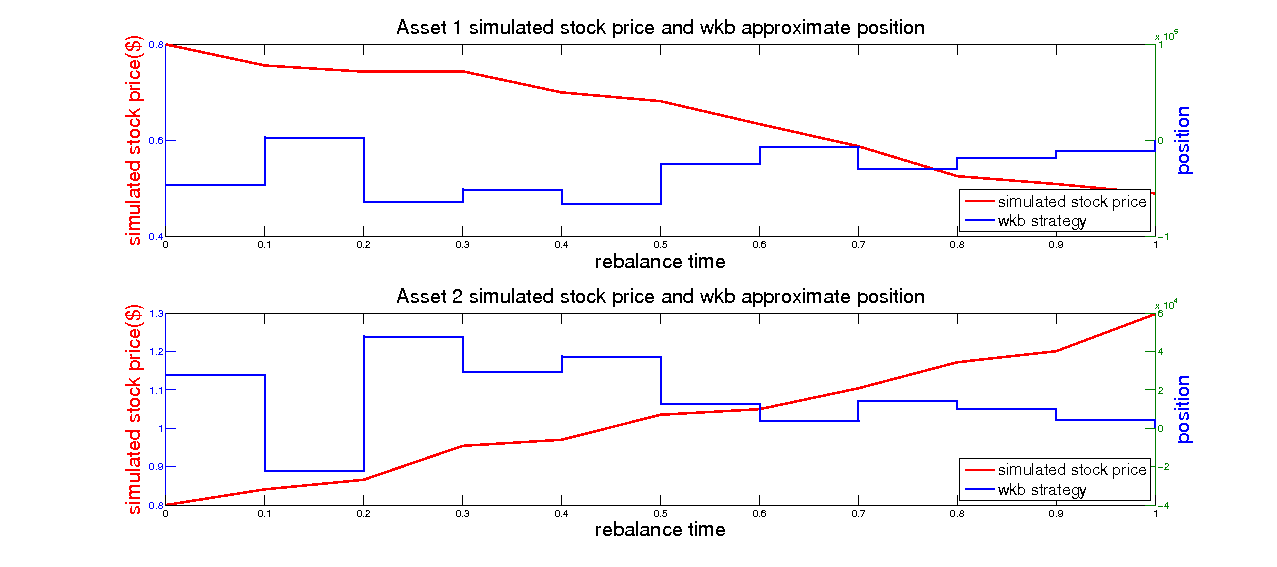 Asset 1 simulated stock price and wkb approximate position
x 10^5
simulated stock price($)
0.8
0.6
0.4
1
0
-1
position
simulated stock price
wkb strategy
0 0.1 0.2 0.3 0.4 0.5 0.6 0.7 0.8 0.9 1
rebalance time
Asset 2 simulated stock price and wkb approximate position
x 10^4
simulated stock price($)
1.3
1.2
1.1
1
0.9
0.8
6
4
2
0
-2
-4
position
simulated stock price
wkb strategy
0 0.1 0.2 0.3 0.4 0.5 0.6 0.7 0.8 0.9 1
rebalance time